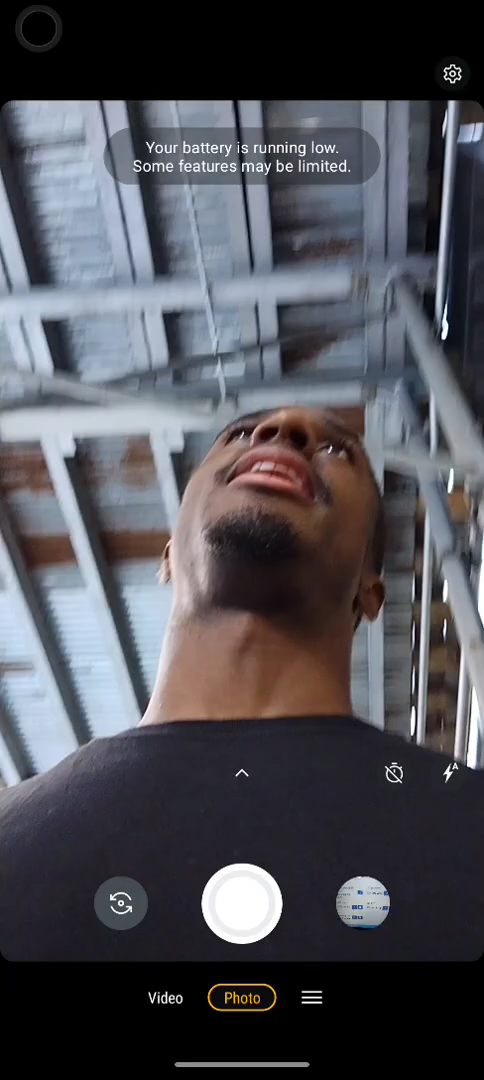 Your battery is running low.
Some features may be limited.
A
Video
Photo